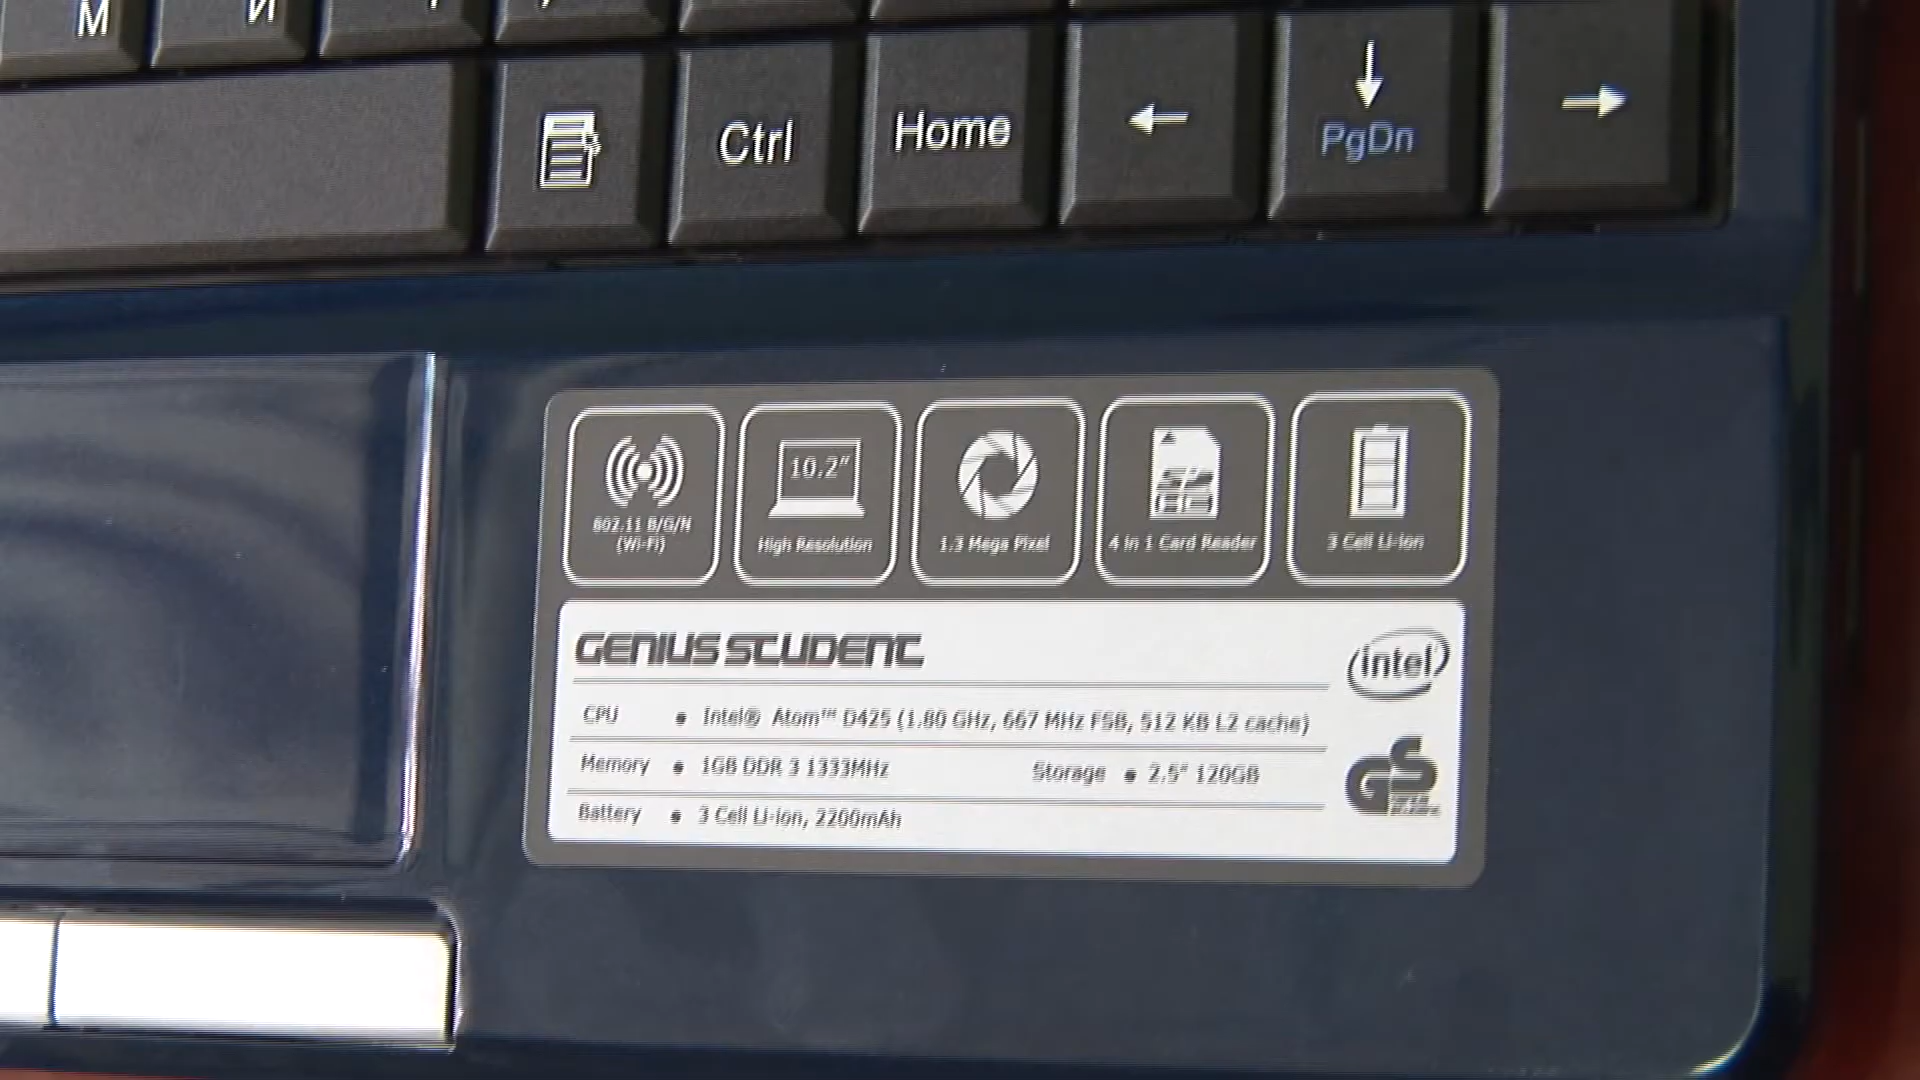 М И
Ctrl Home ← ↓ →
PgDn
10.2"
802.11 B/G/N
(Wi-Fi)
High Resolution
1.3 Mega Pixel
4 in 1 Card Reader
3 Cell Li-ion
GENIUS STUDENT
intel
CPU • Intel® Atom™ D425 (1.80 GHz, 667 MHz FSB, 512 KB L2 cache)
Memory • 1GB DDR 3 1333MHz Storage • 2.5" 120GB
GS
Battery • 3 Cell Li-ion, 2200mAh